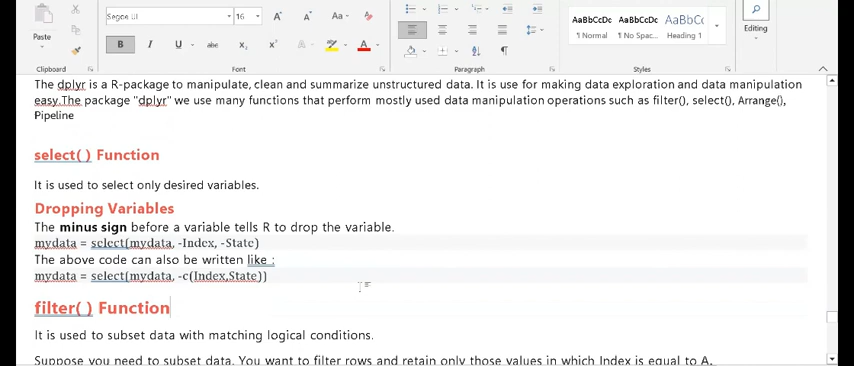 Segoe UI
16
Aa
Paste
B I U abc X₂ X² A A
Clipboard
Font
Paragraph
Styles
AaBbCcDc AaBbCcDc AaBbCc
¶ Normal ¶ No Spac... Heading 1
Editing
The dplyr is a R-package to manipulate, clean and summarize unstructured data. It is use for making data exploration and data manipulation
easy.The package "dplyr" we use many functions that perform mostly used data manipulation operations such as filter(), select(), Arrange(),
Pipeline
select( ) Function
It is used to select only desired variables.
Dropping Variables
The minus sign before a variable tells R to drop the variable.
mydata = select(mydata, -Index, -State)
The above code can also be written like :
mydata = select(mydata, -c(Index,State))
filter( ) Function
It is used to subset data with matching logical conditions.
Suppose you need to subset data. You want to filter rows and retain only those values in which Index is equal to A.